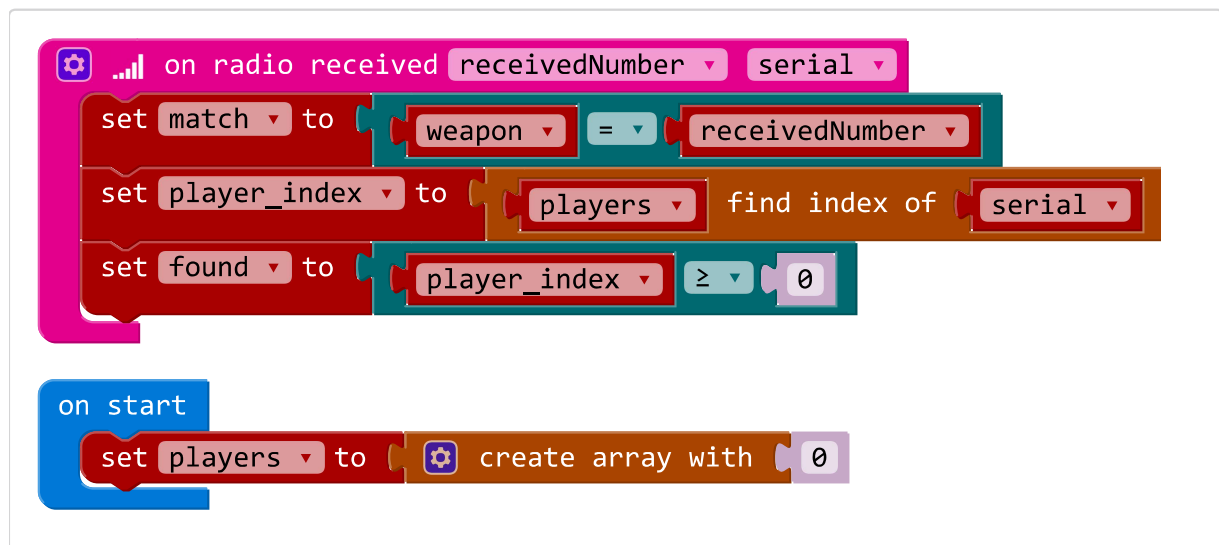 on radio received receivedNumber serial
set match to weapon = receivedNumber
set player_index to players find index of serial
set found to player_index ≥ 0
on start
set players to create array with 0